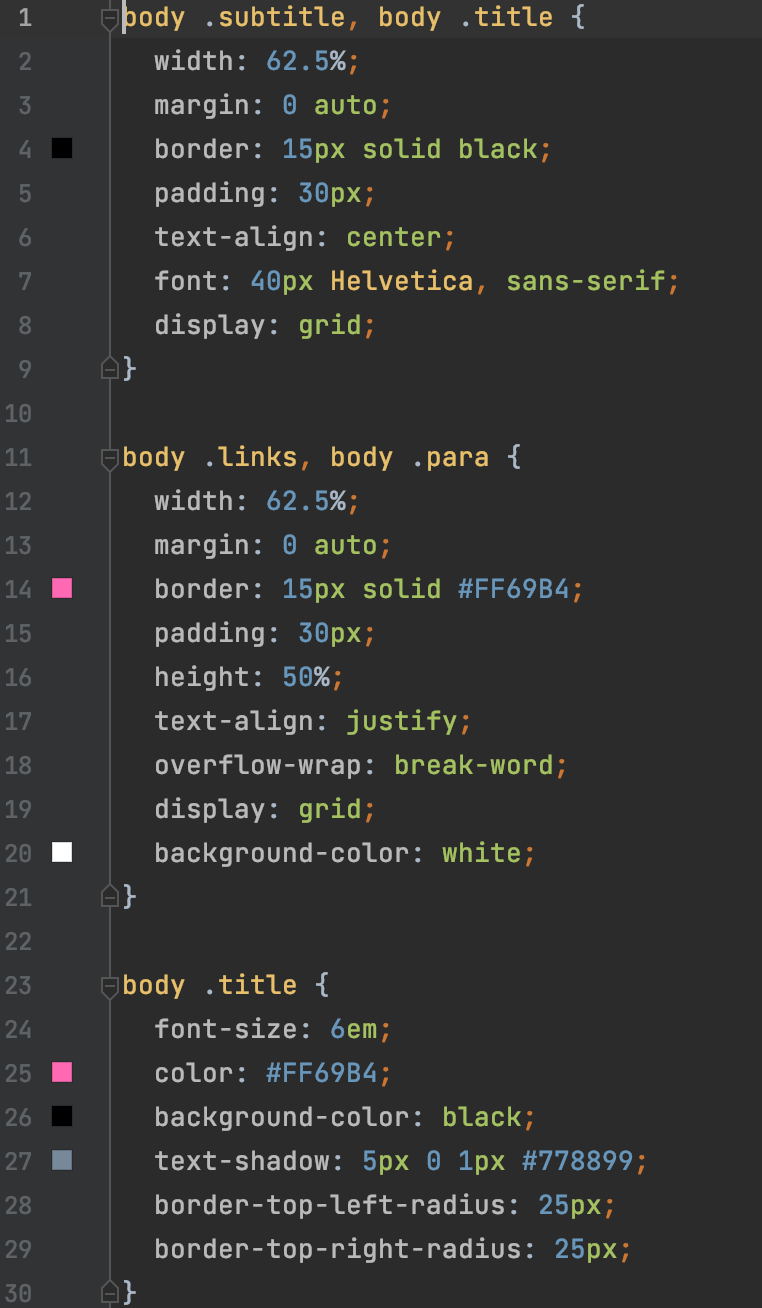 1 body .subtitle, body .title {
2 width: 62.5%;
3 margin: 0 auto;
4 border: 15px solid black;
5 padding: 30px;
6 text-align: center;
7 font: 40px Helvetica, sans-serif;
8 display: grid;
9 }
10
11 body .links, body .para {
12 width: 62.5%;
13 margin: 0 auto;
14 border: 15px solid #FF69B4;
15 padding: 30px;
16 height: 50%;
17 text-align: justify;
18 overflow-wrap: break-word;
19 display: grid;
20 background-color: white;
21 }
22
23 body .title {
24 font-size: 6em;
25 color: #FF69B4;
26 background-color: black;
27 text-shadow: 5px 0 1px #778899;
28 border-top-left-radius: 25px;
29 border-top-right-radius: 25px;
30 }